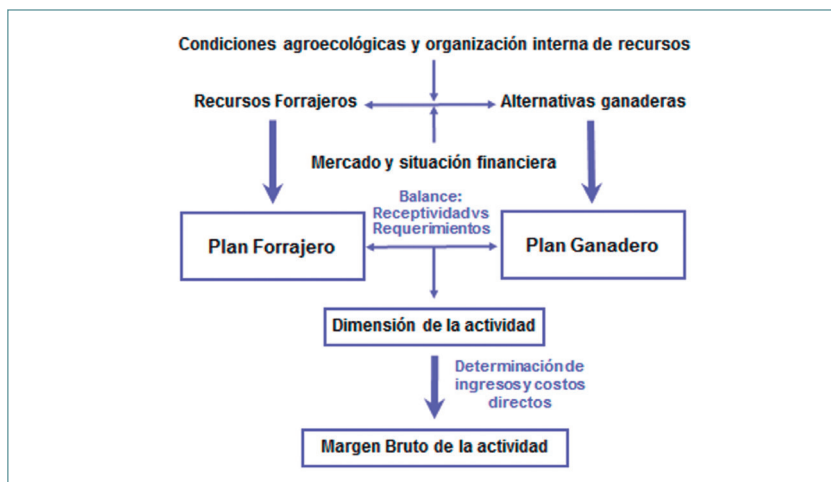 Condiciones agroecológicas y organización interna de recursos
Recursos Forrajeros
Alternativas ganaderas
Mercado y situación financiera
Balance:
Receptividad vs
Requerimientos
Plan Forrajero
Plan Ganadero
Dimensión de la actividad
Determinación de
ingresos y costos
directos
Margen Bruto de la actividad